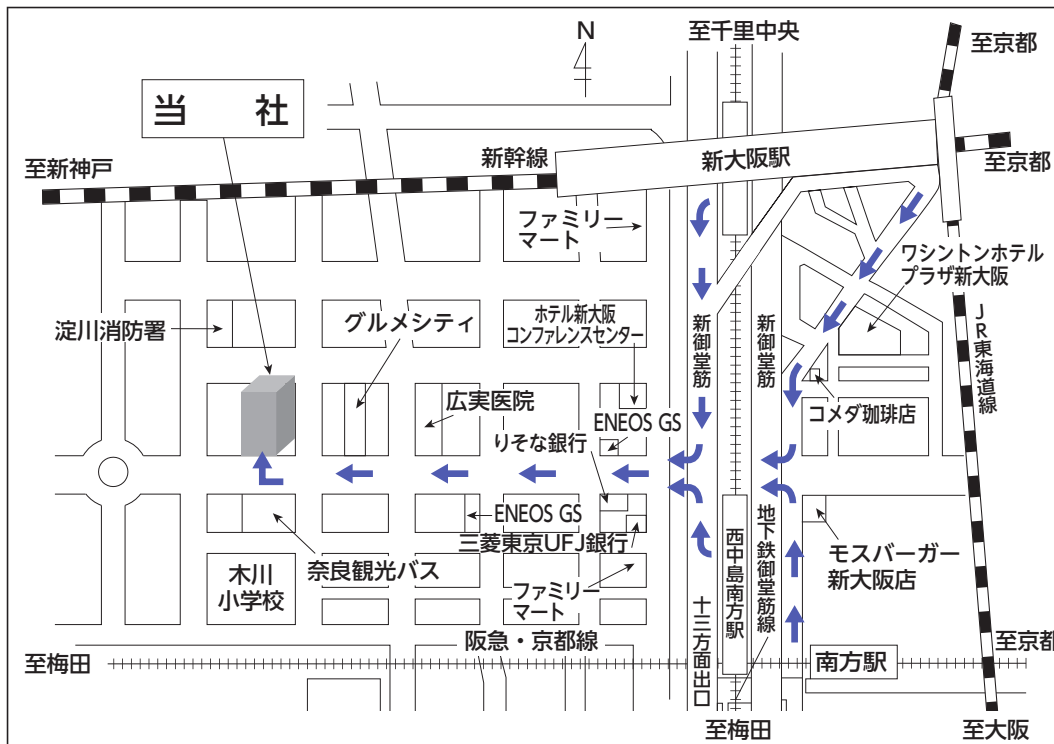 N
至千里中央
至京都
当 社
至新神戸
新幹線
新大阪駅
至京都
ファミリー
マート
ワシントンホテル
プラザ新大阪
淀川消防署
グルメシティ
ホテル新大阪
コンファレンスセンター
新御堂筋
新御堂筋
JR東海道線
広実医院
ENEOS GS
りそな銀行
コメダ珈琲店
ENEOS GS
三菱東京UFJ銀行
奈良観光バス
木川
小学校
ファミリー
マート
西中島南方駅
地下鉄御堂筋線
モスバーガー
新大阪店
十三方面出口
阪急・京都線
至梅田
南方駅
至京都
至梅田
至大阪